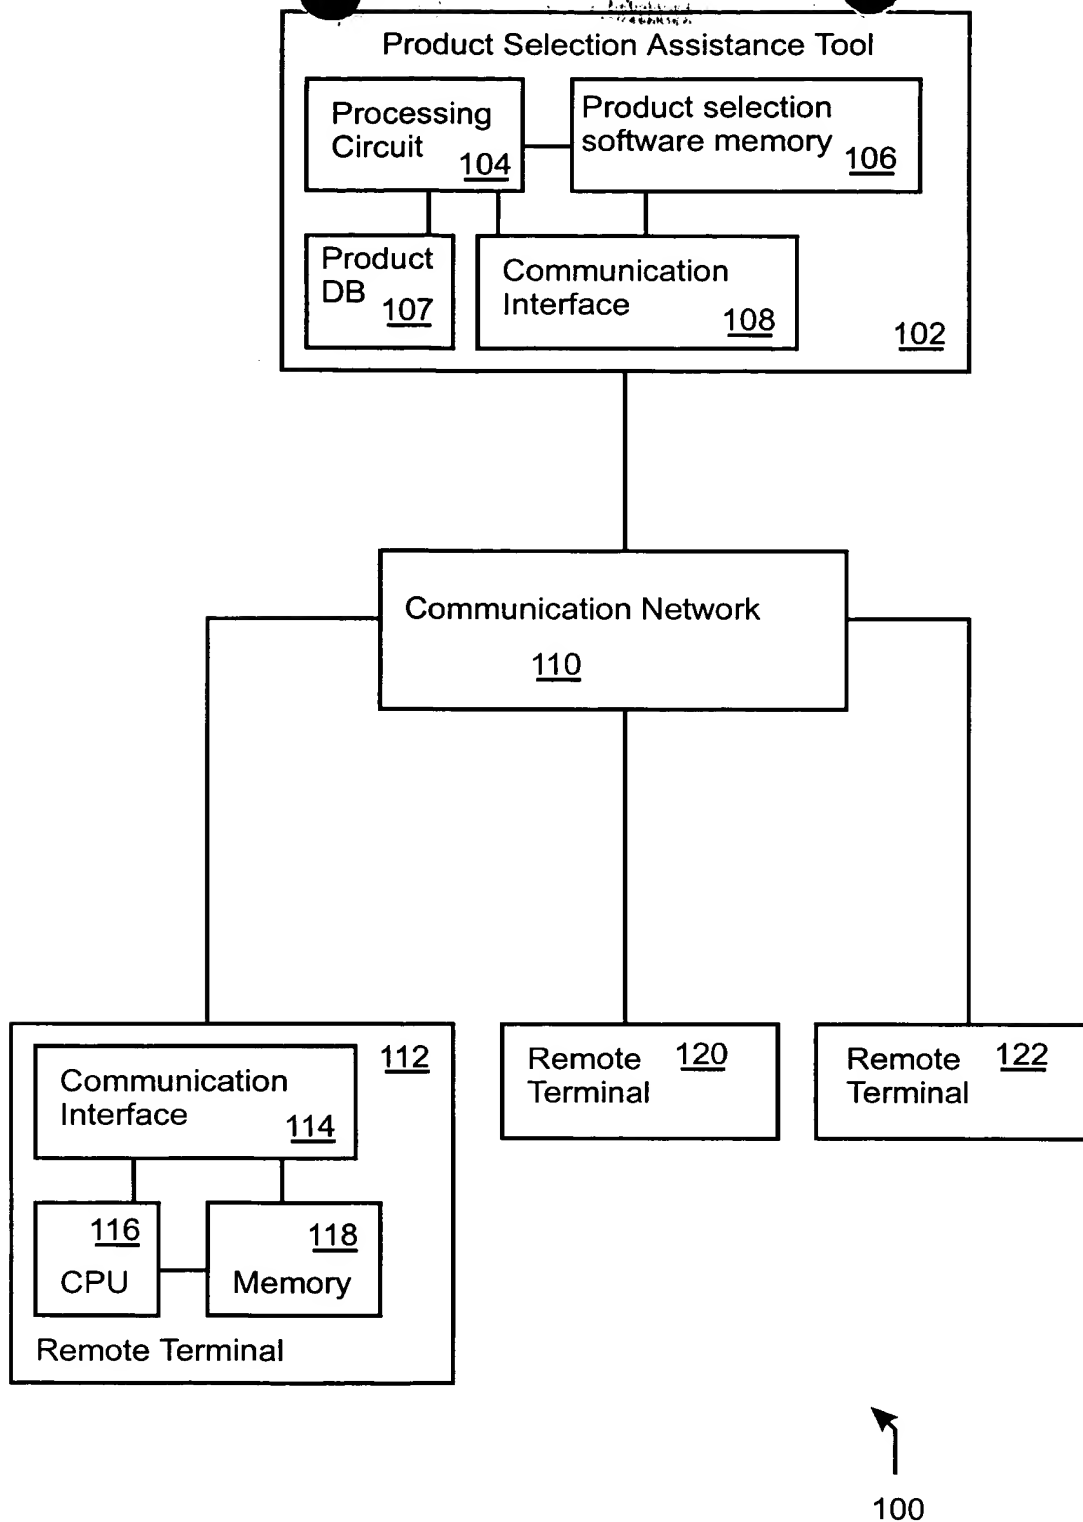 Product Selection Assistance Tool
Processing
Circuit
104
Product selection
software memory
106
Product
DB
107
Communication
Interface
108
102
Communication Network
110
112
Communication
Interface
114
116
CPU
118
Memory
Remote Terminal
Remote
Terminal
120
Remote
Terminal
122
100